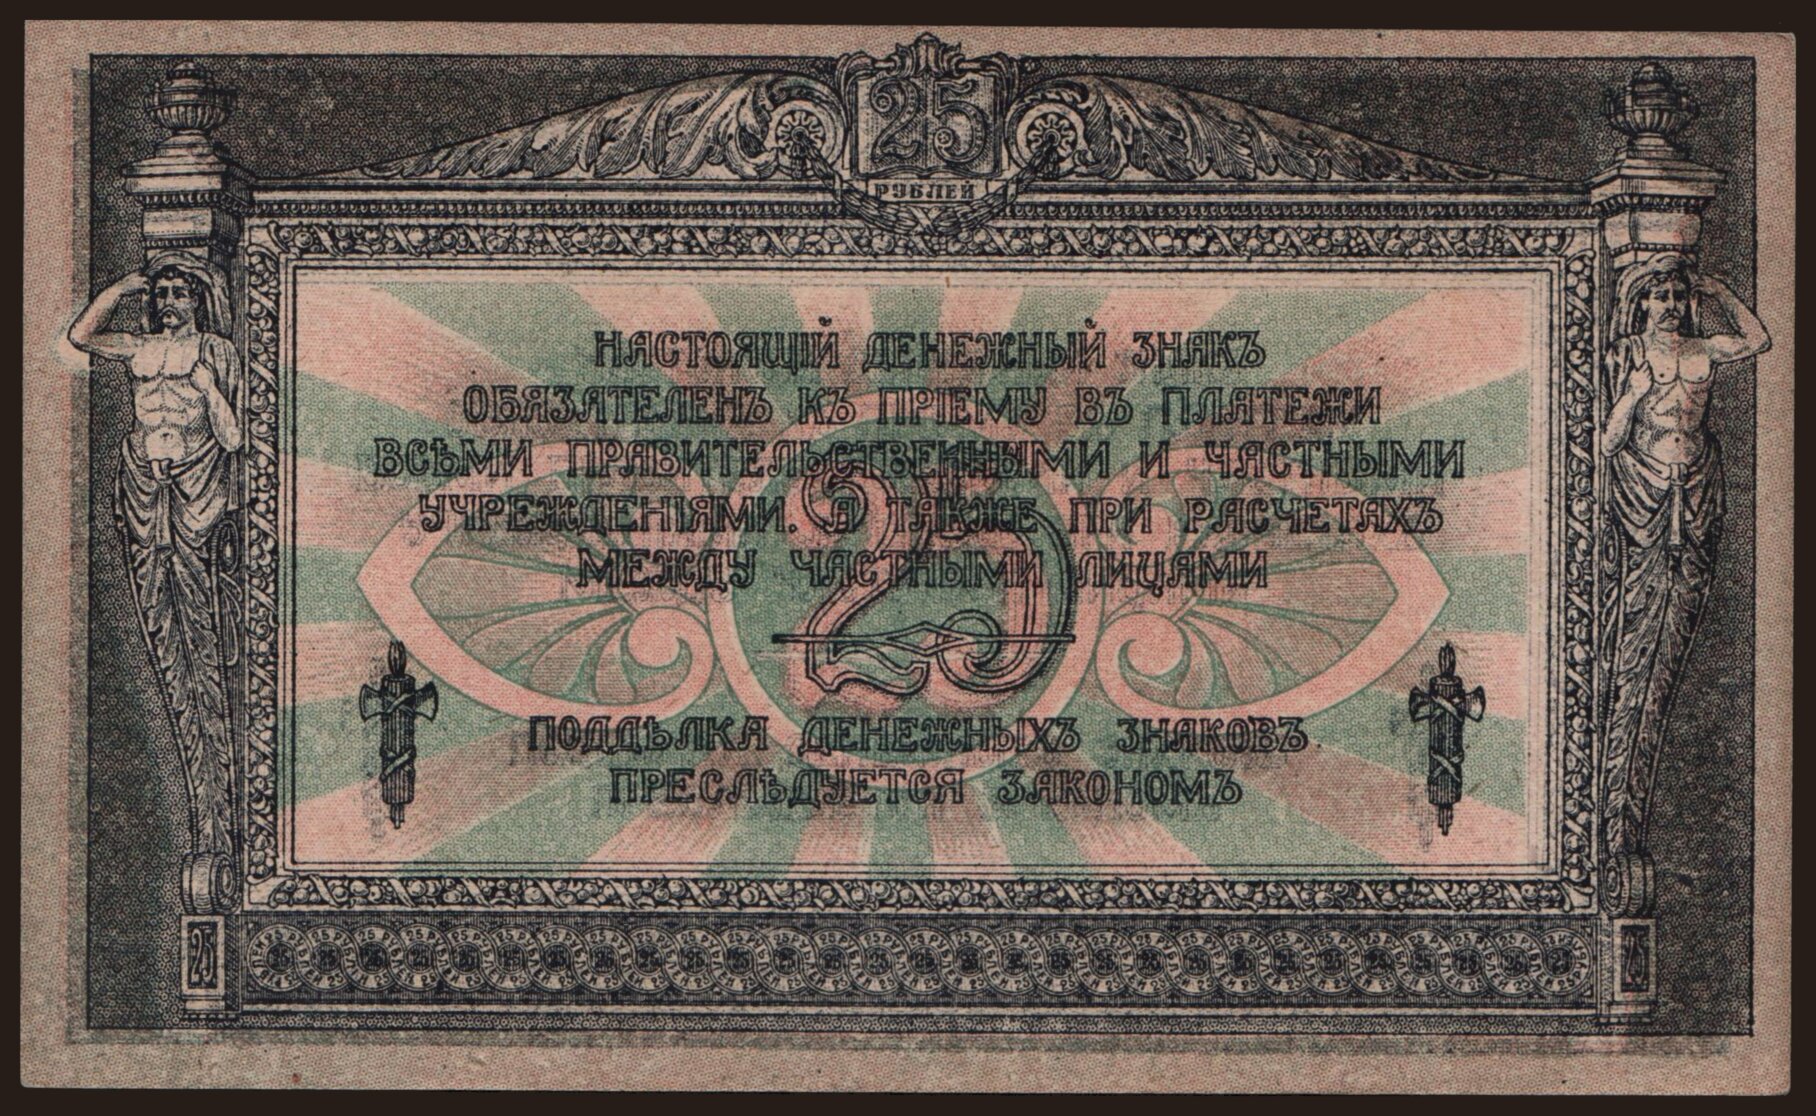 25
РУБЛЕЙ
НАСТОЯЩІЙ ДЕНЕЖНЫЙ ЗНАКЪ
ОБЯЗАТЕЛЕНЪ КЪ ПРІЕМУ ВЪ ПЛАТЕЖИ
ВСѢМИ ПРАВИТЕЛЬСТВЕННЫМИ И ЧАСТНЫМИ
УЧРЕЖДЕНІЯМИ. А ТАКЖЕ ПРИ РАСЧЕТАХЪ
МЕЖДУ ЧАСТНЫМИ ЛИЦАМИ
25
ПОДДѢЛКА ДЕНЕЖНЫХЪ ЗНАКОВЪ
ПРЕСЛѢДУЕТСЯ ЗАКОНОМЪ
25 25